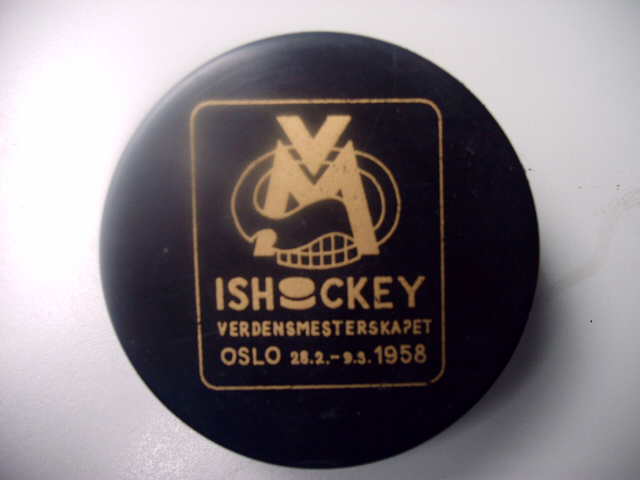 VM
ISHOCKEY
VERDENSMESTERSKAPET
OSLO 28.2.-9.3.1958